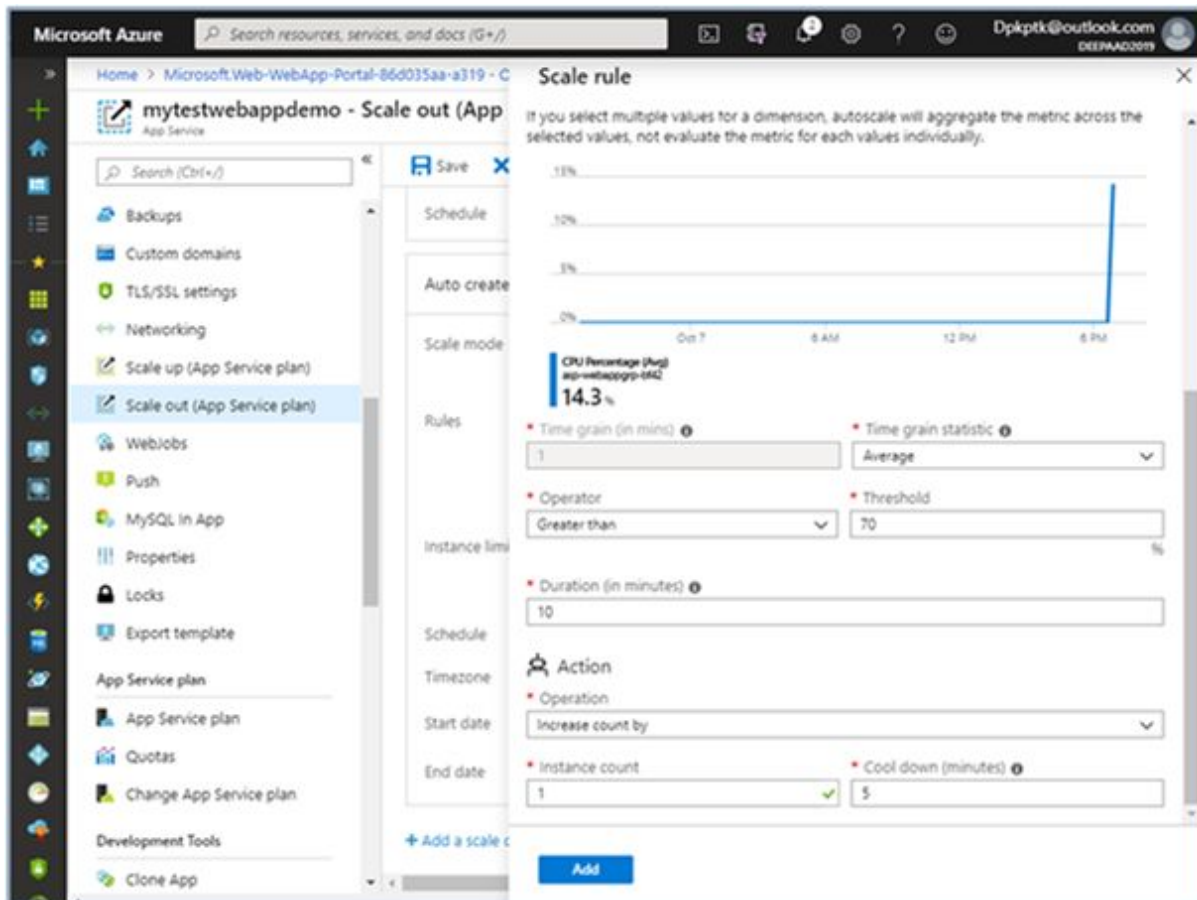 Microsoft Azure
Search resources, services, and docs (G+/)
2
Dpkptk@outlook.com
DEEPAAD2019
Home > Microsoft.Web-WebApp-Portal-86d035aa-a319 - C
mytestwebappdemo - Scale out (App
App Service
Search (Ctrl+/)
Backups
Custom domains
TLS/SSL settings
Networking
Scale up (App Service plan)
Scale out (App Service plan)
WebJobs
Push
MySQL In App
Properties
Locks
Export template
App Service plan
App Service plan
Quotas
Change App Service plan
Development Tools
Clone App
Save
Schedule
Auto create
Scale mode
Rules
Instance limi
Schedule
Timezone
Start date
End date
+ Add a scale c
Scale rule
If you select multiple values for a dimension, autoscale will aggregate the metric across the
selected values, not evaluate the metric for each values individually.
15%
10%
5%
0%
Oct 7
6 AM
12 PM
6 PM
CPU Percentage (Avg)
asp-webappgrp-bf42
14.3 %
* Time grain (in mins)
1
* Time grain statistic
Average
* Operator
Greater than
* Threshold
70
%
* Duration (in minutes)
10
Action
* Operation
Increase count by
* Instance count
1
* Cool down (minutes)
5
Add